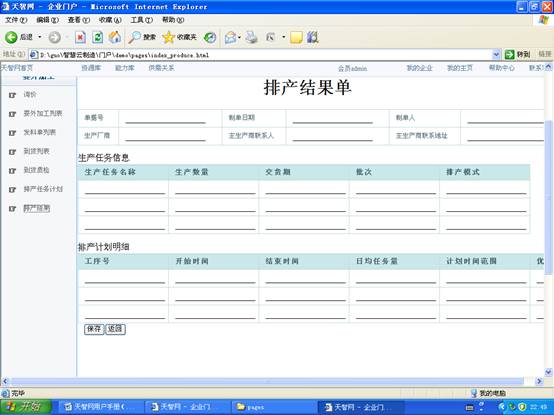 天智网 - 企业门户 - Microsoft Internet Explorer
文件(F) 编辑(E) 查看(V) 收藏(A) 工具(T) 帮助(H)
后退 搜索 收藏夹
地址(D) D:\guo\智慧云制造\门户\demo\pages\index_produce.html 转到 链接
天智网首页 资源库 能力库 供需关系 会员admin 我的企业 我的主页 帮助中心 联系
委外加工
询价
委外加工列表
发料单列表
到货列表
到货质检
排产任务计划
排产结果
排产结果单
单据号 制单日期 制单人
生产厂商 主生产商联系人 主生产商联系地址
生产任务信息
生产任务名称 生产数量 交货期 批次 排产模式
排产计划明细
工序号 开始时间 结束时间 日均任务量 计划时间范围 优
保存 返回
完毕 我的电脑
开始 天智网用户手册(... 天智网 - 企业门... pages 天智网 - 企业门... 22:49